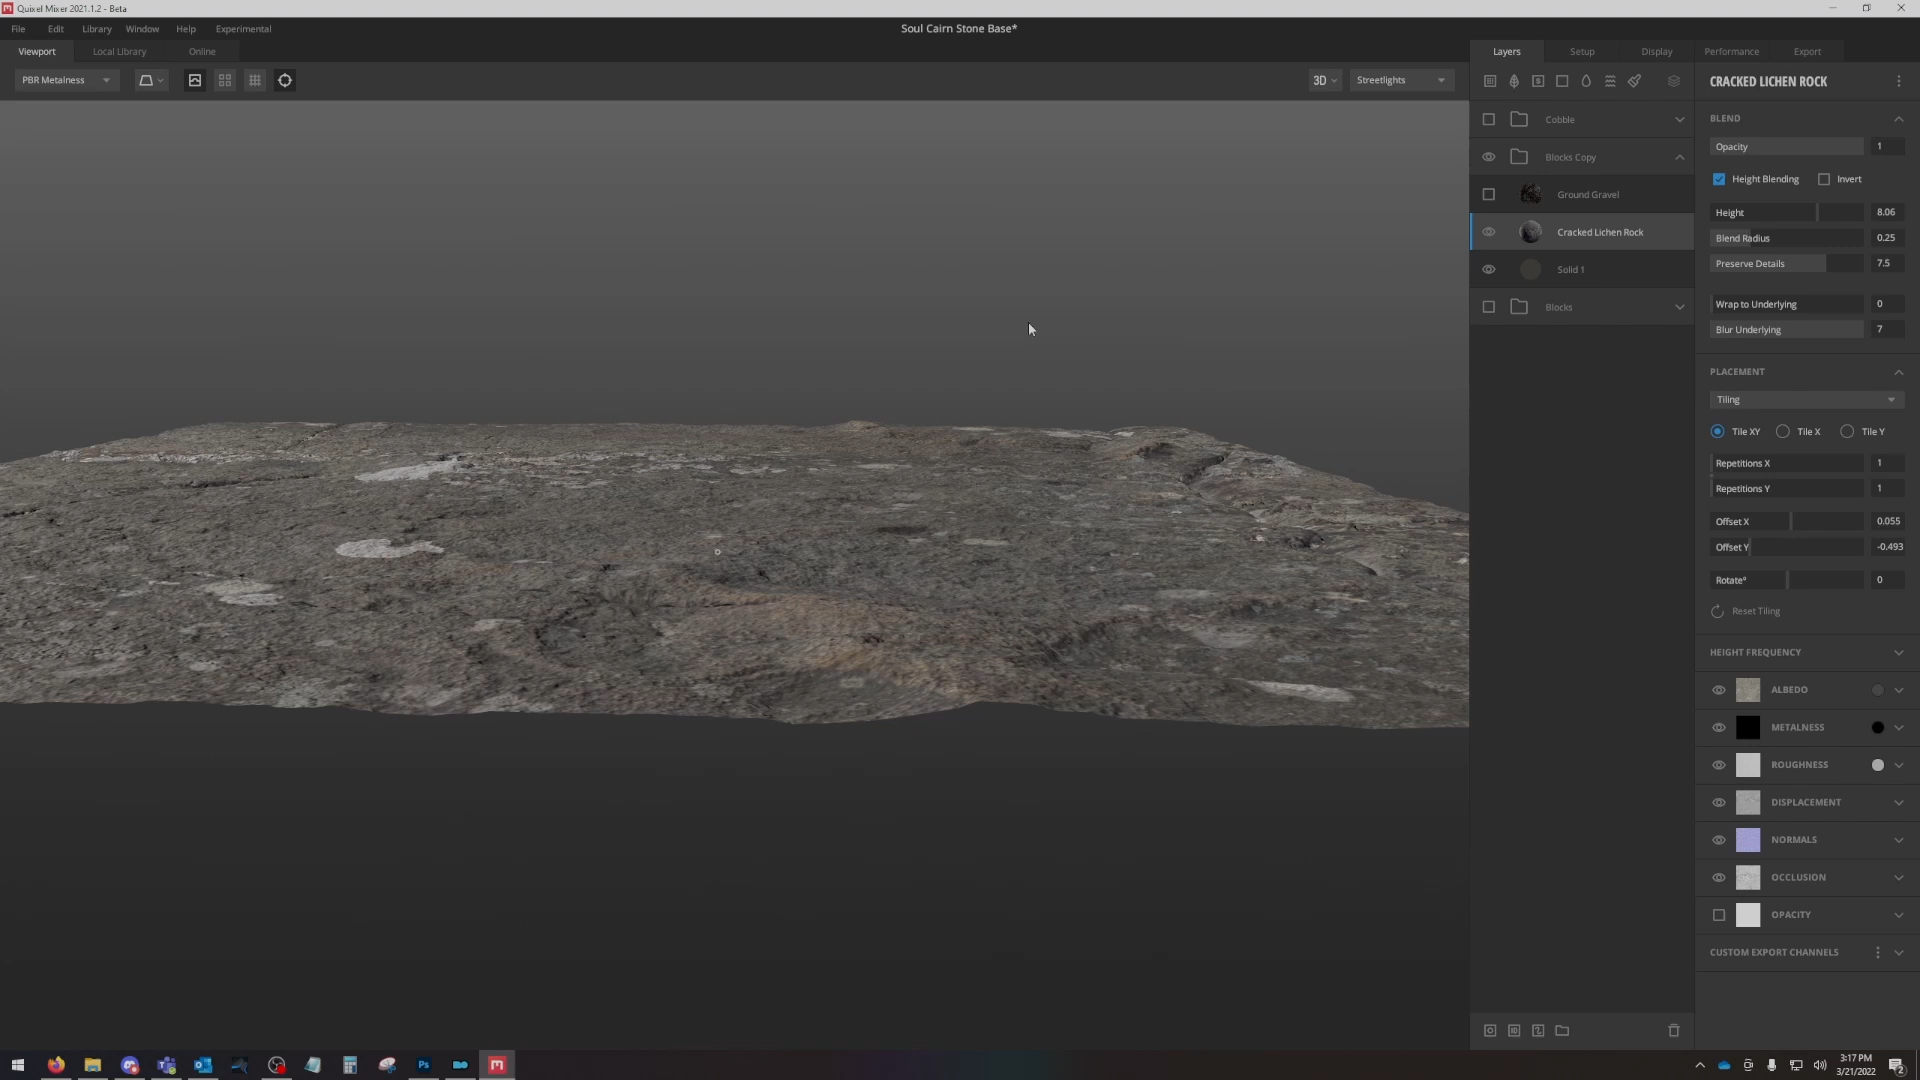 Quixel Mixer 2021.1.2 - Beta
File Edit Library Window Help Experimental
Soul Cairn Stone Base*
Viewport Local Library Online
Layers Setup Display Performance Export
PBR Metalness
3D
Streetlights
CRACKED LICHEN ROCK
Cobble
Blocks Copy
Ground Gravel
Cracked Lichen Rock
Solid 1
Blocks
BLEND
Opacity 1
Height Blending Invert
Height 8.06
Blend Radius 0.25
Preserve Details 7.5
Wrap to Underlying 0
Blur Underlying 7
PLACEMENT
Tiling
Tile XY Tile X Tile Y
Repetitions X 1
Repetitions Y 1
Offset X 0.055
Offset Y -0.493
Rotate° 0
Reset Tiling
HEIGHT FREQUENCY
ALBEDO
METALNESS
ROUGHNESS
DISPLACEMENT
NORMALS
OCCLUSION
OPACITY
CUSTOM EXPORT CHANNELS
Ps
3:17 PM
3/21/2022
2